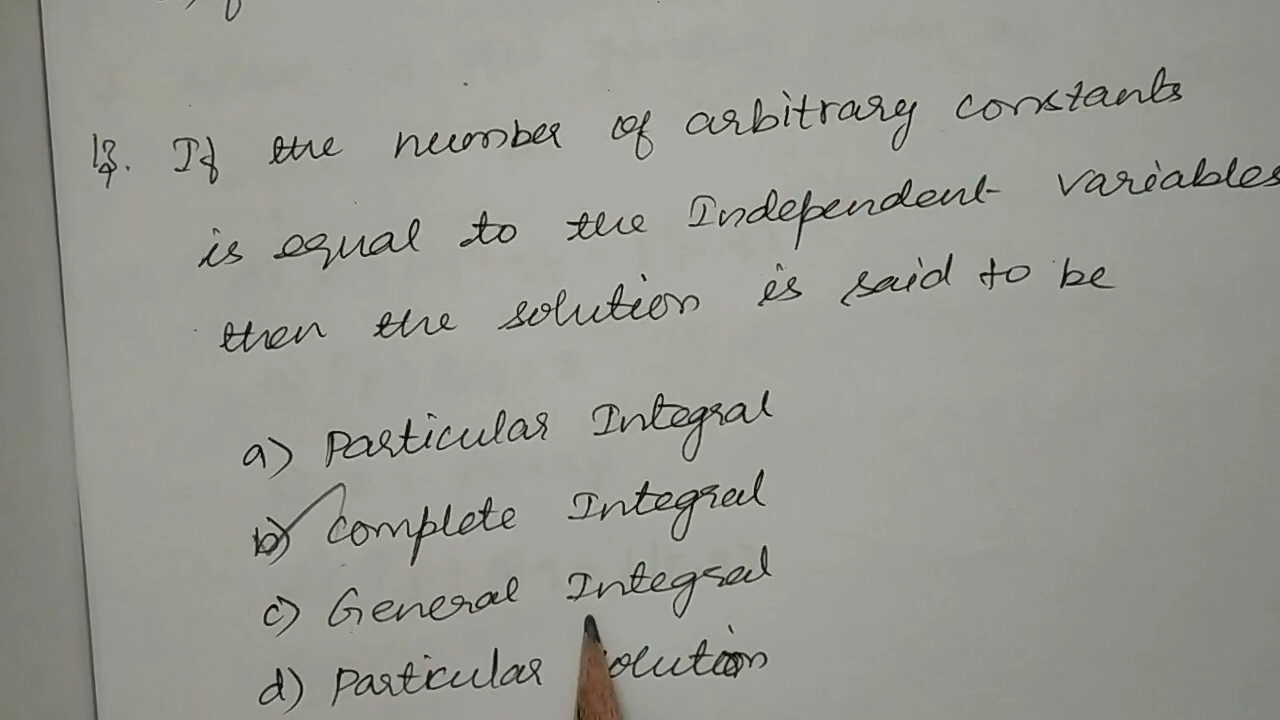 13. If the number of arbitrary constants
is equal to the Independent variables
then the solution is said to be
a) Particular Integral
b) Complete Integral
c) General Integral
d) Particular Solution